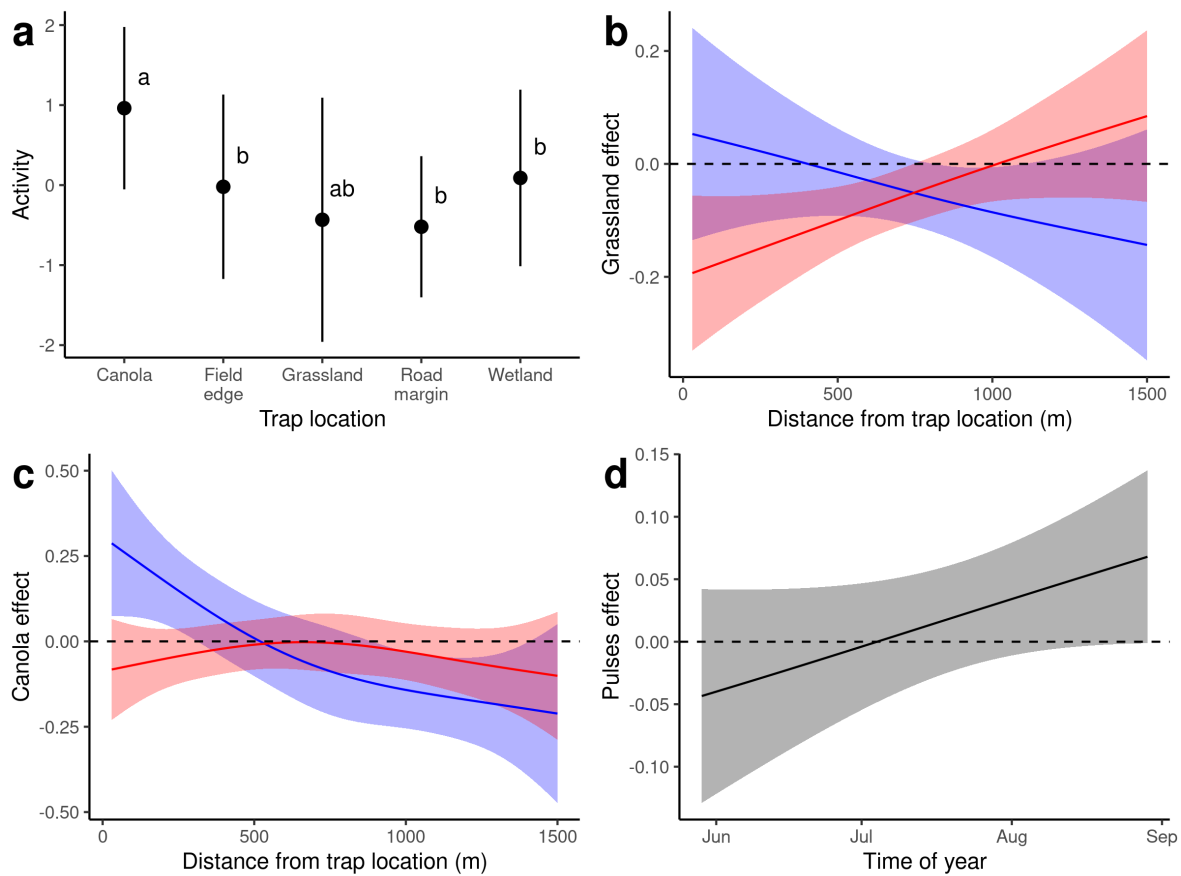 a
2
1
0
-1
-2
Activity
a
b
ab
b
b
Canola
Field
edge
Grassland
Road
margin
Wetland
Trap location
b
0.2
0.0
-0.2
Grassland effect
0
500
1000
1500
Distance from trap location (m)
c
0.50
0.25
0.00
-0.25
-0.50
Canola effect
0
500
1000
1500
Distance from trap location (m)
d
0.15
0.10
0.05
0.00
-0.05
-0.10
Pulses effect
Jun
Jul
Aug
Sep
Time of year